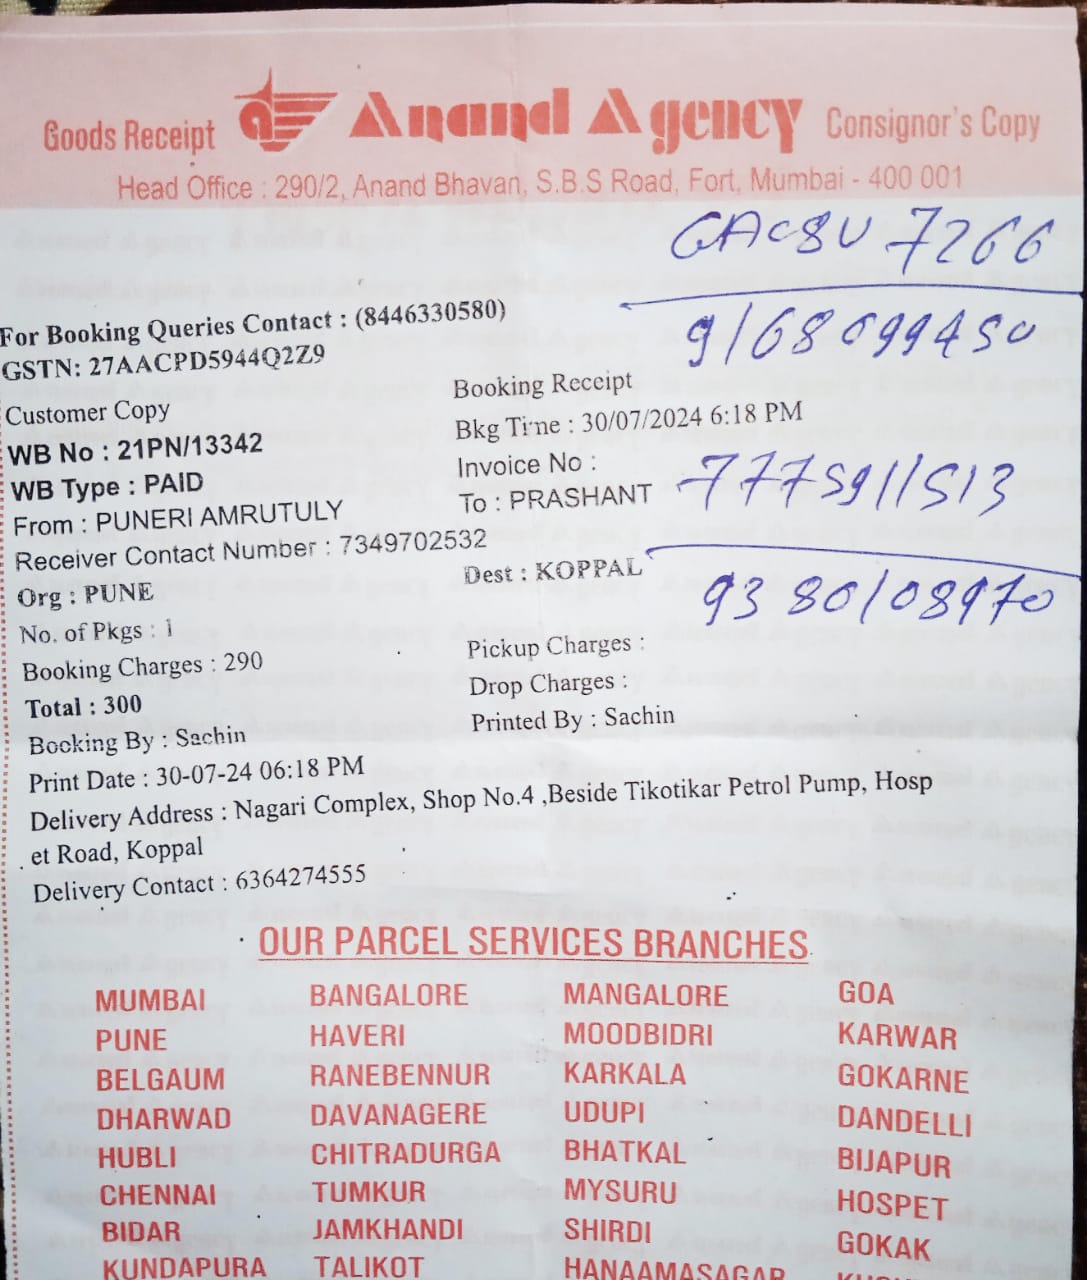 Goods Receipt Anand Agency Consignor's Copy
Head Office : 290/2, Anand Bhavan, S.B.S Road, Fort, Mumbai - 400 001
7266
For Booking Queries Contact : (8446330580)
9168099450
GSTN: 27AACPD5944Q2Z9
Customer Copy
Booking Receipt
WB No : 21PN/13342
Bkg Time : 30/07/2024 6:18 PM
WB Type : PAID
Invoice No :
7775911513
From : PUNERI AMRUTULY
To : PRASHANT
Receiver Contact Number : 7349702532
Org : PUNE
Dest : KOPPAL
9380108970
No. of Pkgs : 1
Pickup Charges :
Booking Charges : 290
Drop Charges :
Total : 300
Printed By : Sachin
Booking By : Sachin
Print Date : 30-07-24 06:18 PM
Delivery Address : Nagari Complex, Shop No.4 ,Beside Tikotikar Petrol Pump, Hosp
et Road, Koppal
Delivery Contact : 6364274555
OUR PARCEL SERVICES BRANCHES
MUMBAI BANGALORE MANGALORE GOA
PUNE HAVERI MOODBIDRI KARWAR
BELGAUM RANEBENNUR KARKALA GOKARNE
DHARWAD DAVANAGERE UDUPI DANDELLI
HUBLI CHITRADURGA BHATKAL BIJAPUR
CHENNAI TUMKUR MYSURU HOSPET
BIDAR JAMKHANDI SHIRDI GOKAK
KUNDAPURA TALIKOT HANAAMASAGAR